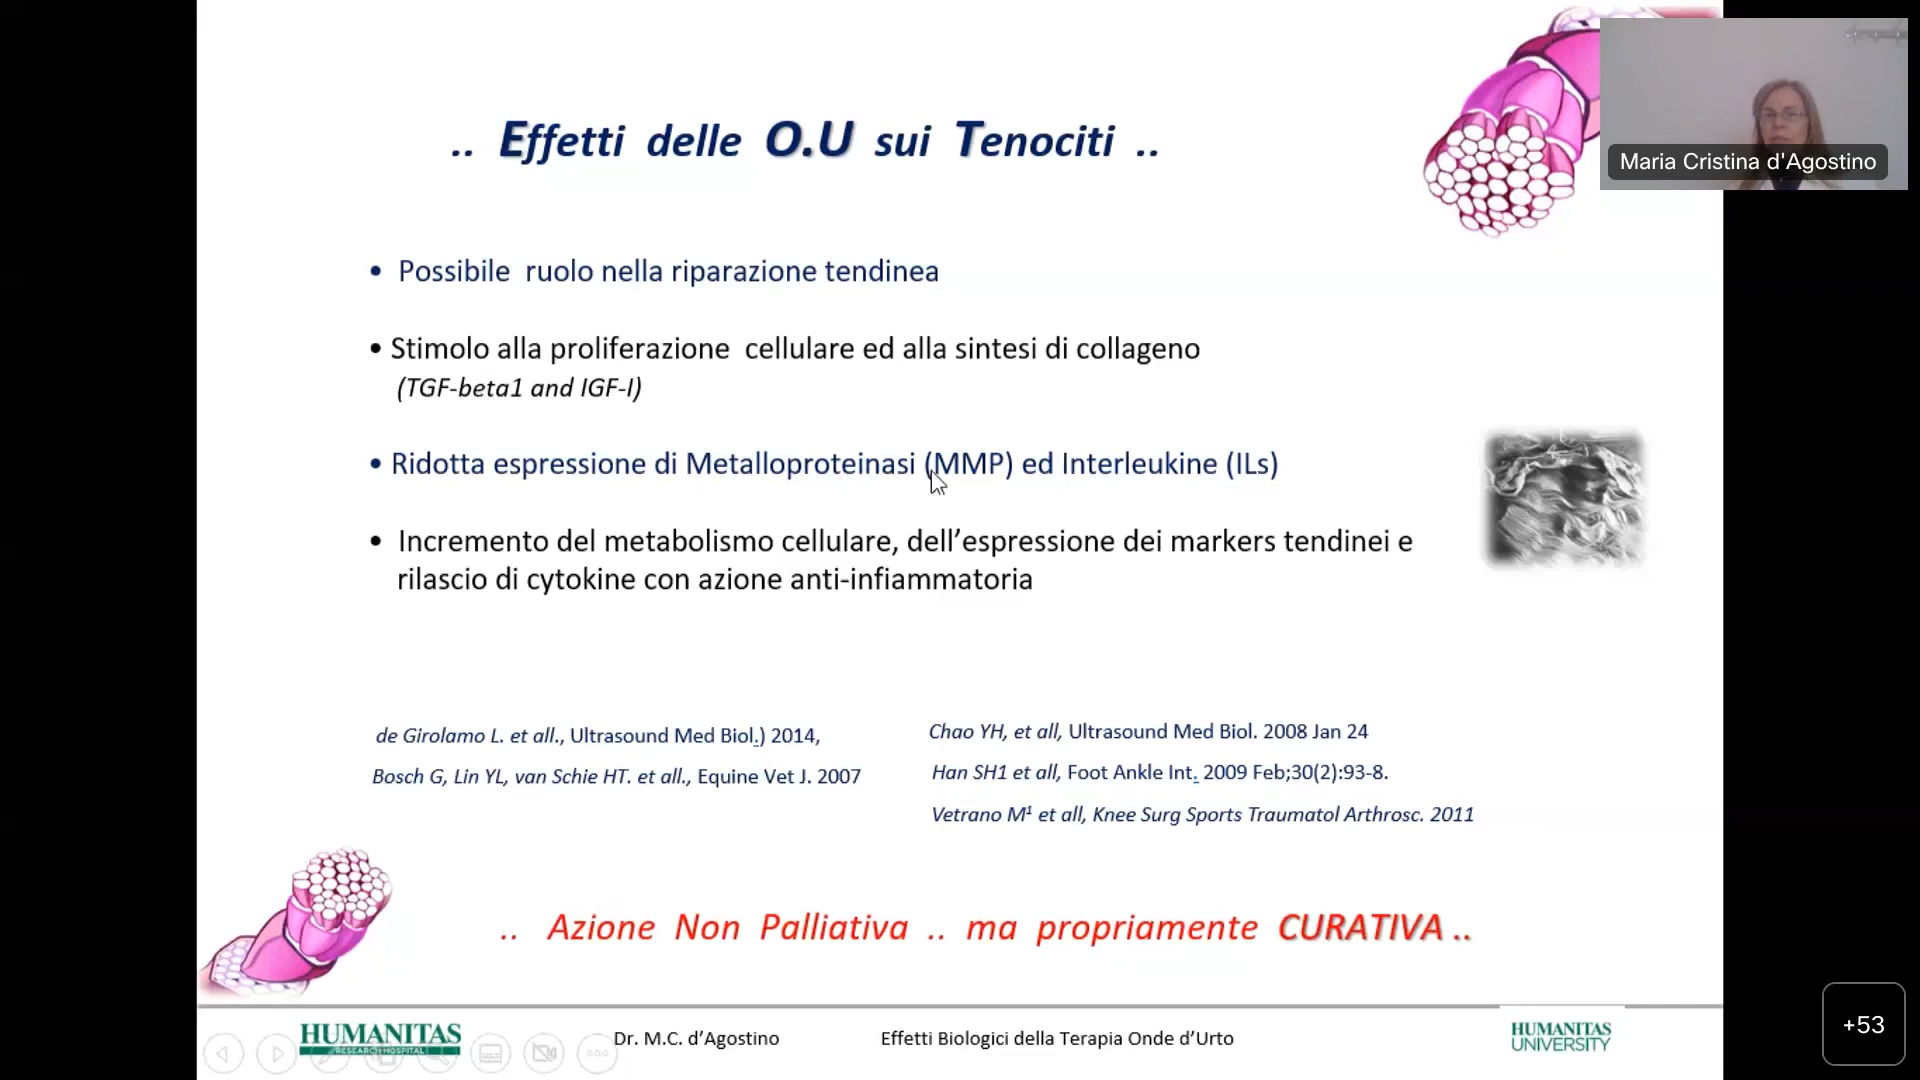 .. Effetti delle O.U sui Tenociti ..
Maria Cristina d'Agostino
• Possibile ruolo nella riparazione tendinea
• Stimolo alla proliferazione cellulare ed alla sintesi di collageno
(TGF-beta1 and IGF-I)
• Ridotta espressione di Metalloproteinasi (MMP) ed Interleukine (ILs)
• Incremento del metabolismo cellulare, dell’espressione dei markers tendinei e
rilascio di cytokine con azione anti-infiammatoria
de Girolamo L. et all., Ultrasound Med Biol.) 2014,
Bosch G, Lin YL, van Schie HT. et all., Equine Vet J. 2007
Chao YH, et all, Ultrasound Med Biol. 2008 Jan 24
Han SH1 et all, Foot Ankle Int. 2009 Feb;30(2):93-8.
Vetrano M¹ et all, Knee Surg Sports Traumatol Arthrosc. 2011
.. Azione Non Palliativa .. ma propriamente CURATIVA ..
HUMANITAS
RESEARCH HOSPITAL
Dr. M.C. d’Agostino
Effetti Biologici della Terapia Onde d’Urto
HUMANITAS
UNIVERSITY
+53